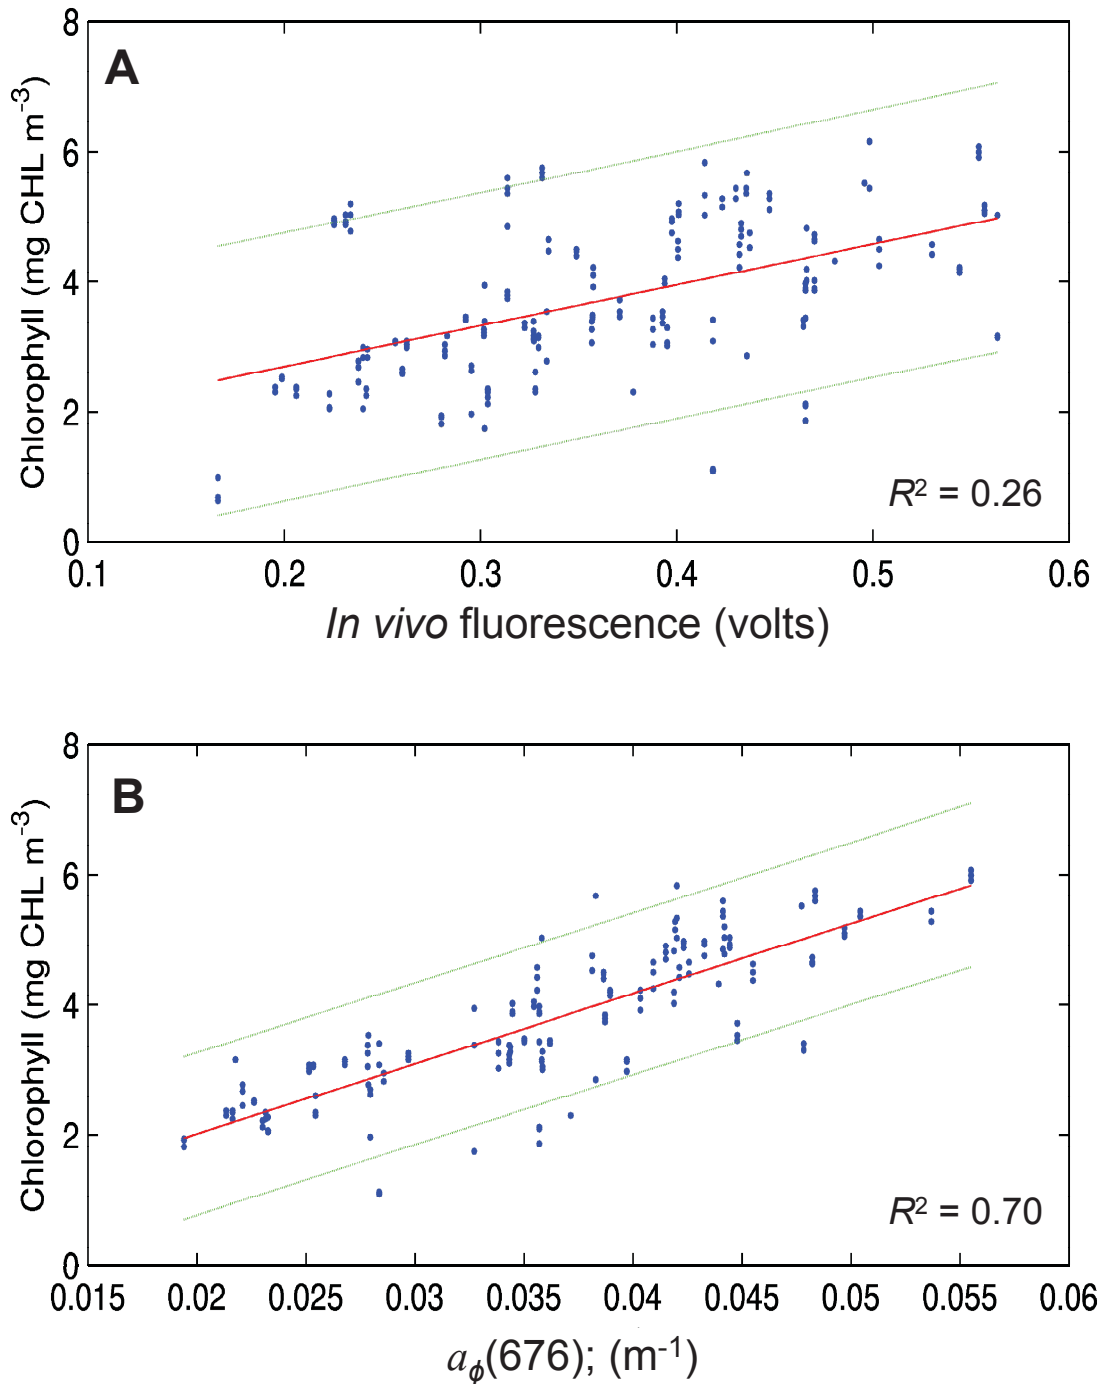 A
Chlorophyll (mg CHL m⁻³)
8
6
4
2
0
R² = 0.26
0.1 0.2 0.3 0.4 0.5 0.6
In vivo fluorescence (volts)
B
Chlorophyll (mg CHL m⁻³)
8
6
4
2
0
R² = 0.70
0.015 0.02 0.025 0.03 0.035 0.04 0.045 0.05 0.055 0.06
aϕ(676); (m⁻¹)